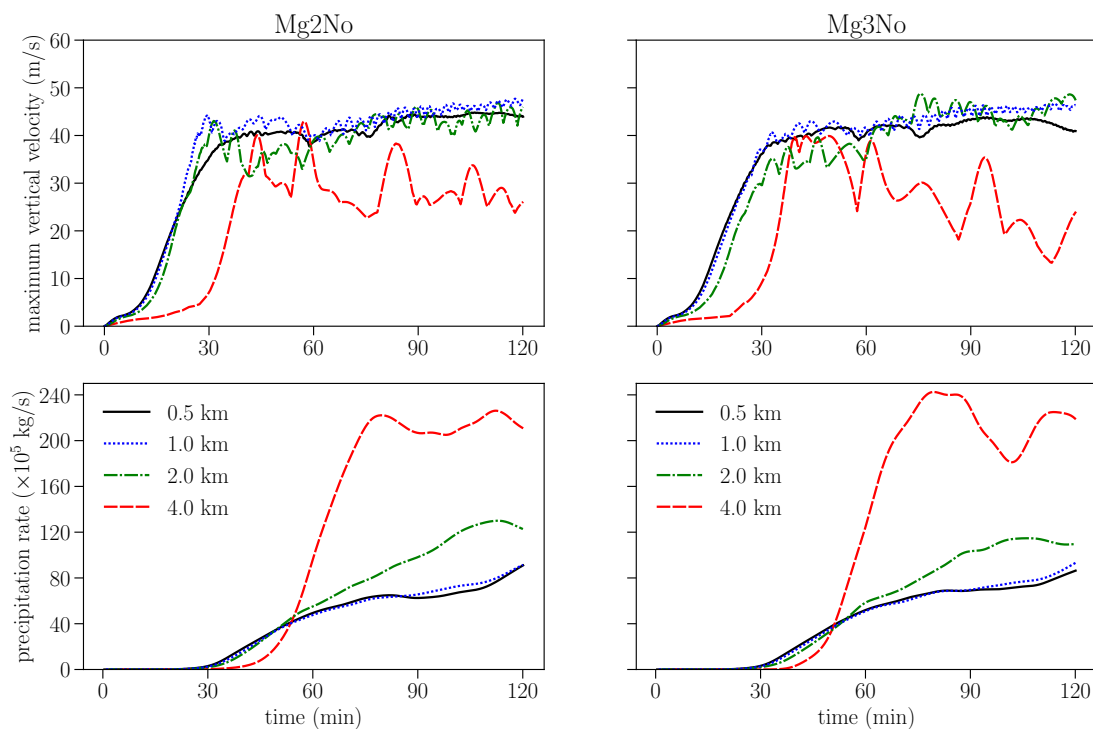 Mg2No
Mg3No
maximum vertical velocity (m/s)
60
50
40
30
20
10
0
0 30 60 90 120
0 30 60 90 120
precipitation rate (×10⁵ kg/s)
240
200
160
120
80
40
0
0.5 km
1.0 km
2.0 km
4.0 km
0.5 km
1.0 km
2.0 km
4.0 km
0 30 60 90 120
0 30 60 90 120
time (min)
time (min)